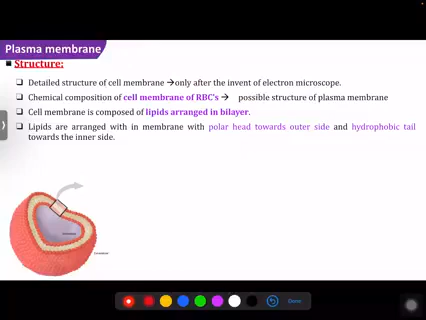 Plasma membrane
Structure:
Detailed structure of cell membrane →only after the invent of electron microscope.
Chemical composition of cell membrane of RBC's → possible structure of plasma membrane
Cell membrane is composed of lipids arranged in bilayer.
Lipids are arranged with in membrane with polar head towards outer side and hydrophobic tail
towards the inner side.
Done